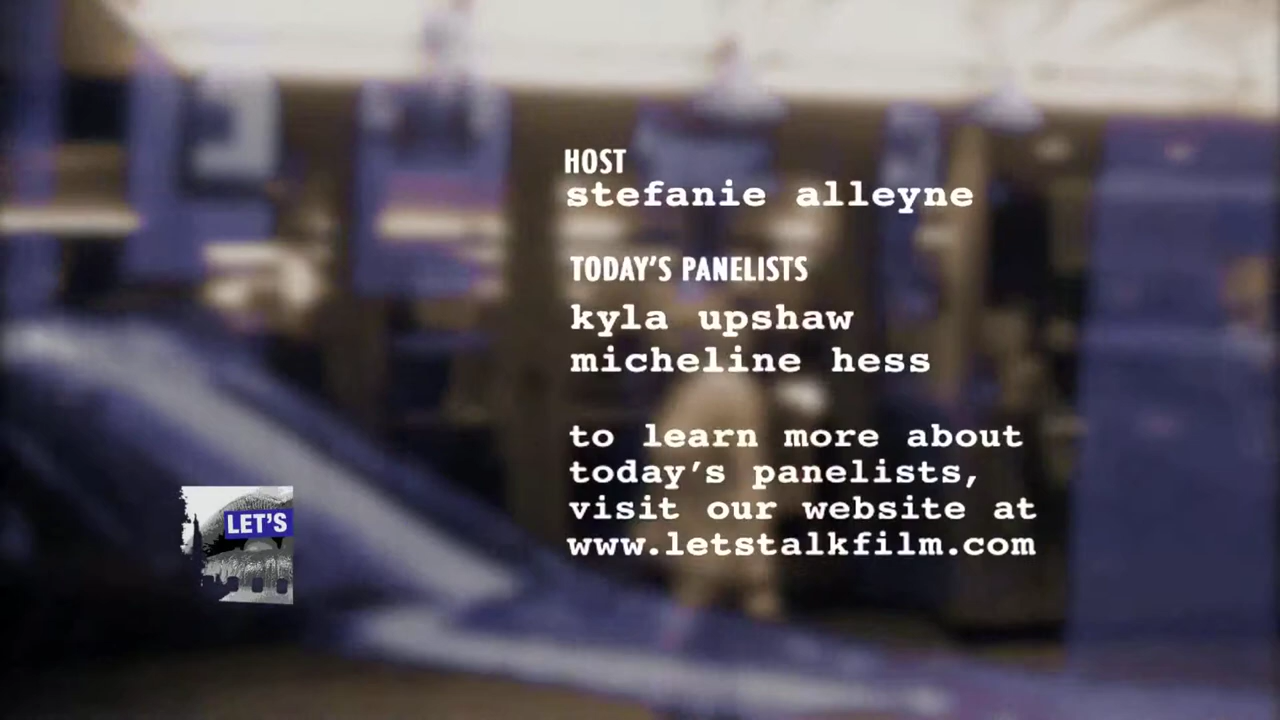 HOST
stefanie alleyne
TODAY'S PANELISTS
kyla upshaw
micheline hess
to learn more about
today's panelists,
visit our website at
www.letstalkfilm.com
LET'S